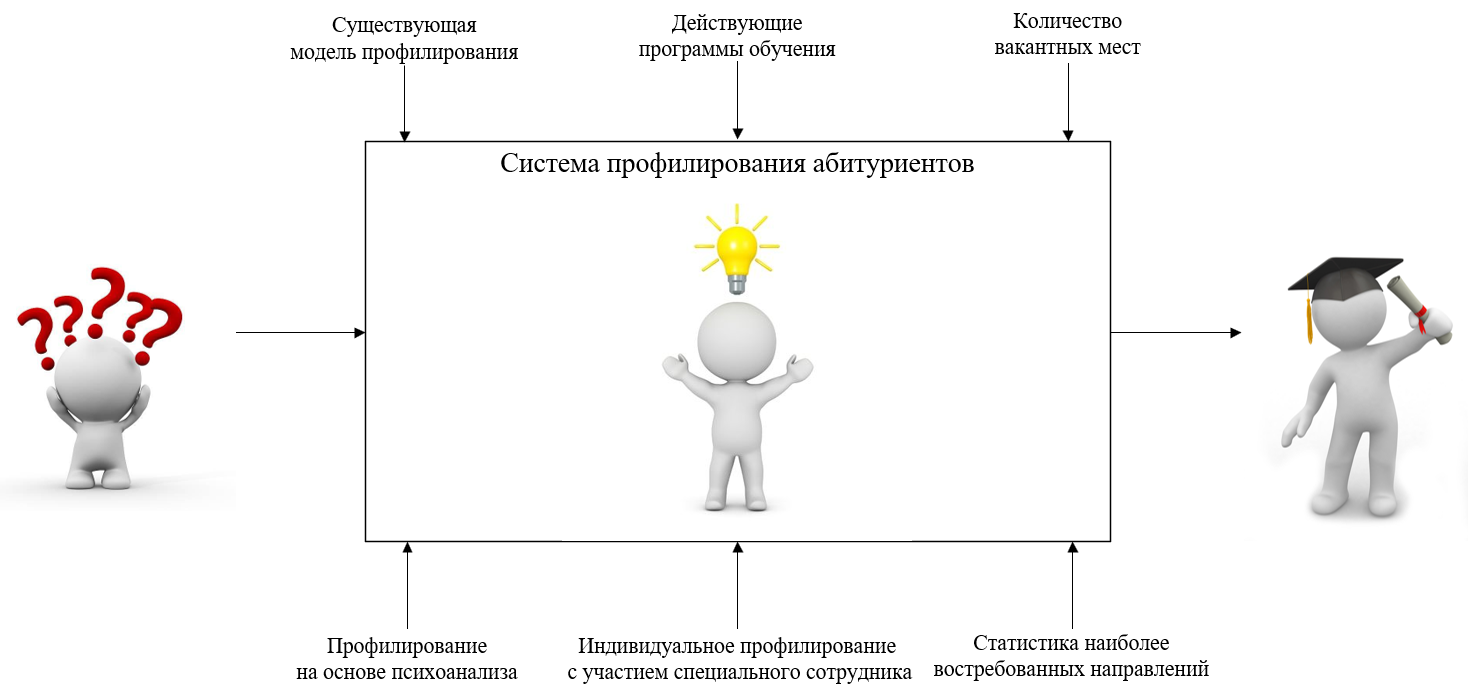 Существующая
модель профилирования
Действующие
программы обучения
Количество
вакантных мест
Система профилирования абитуриентов
Профилирование
на основе психоанализа
Индивидуальное профилирование
с участием специального сотрудника
Статистика наиболее
востребованных направлений